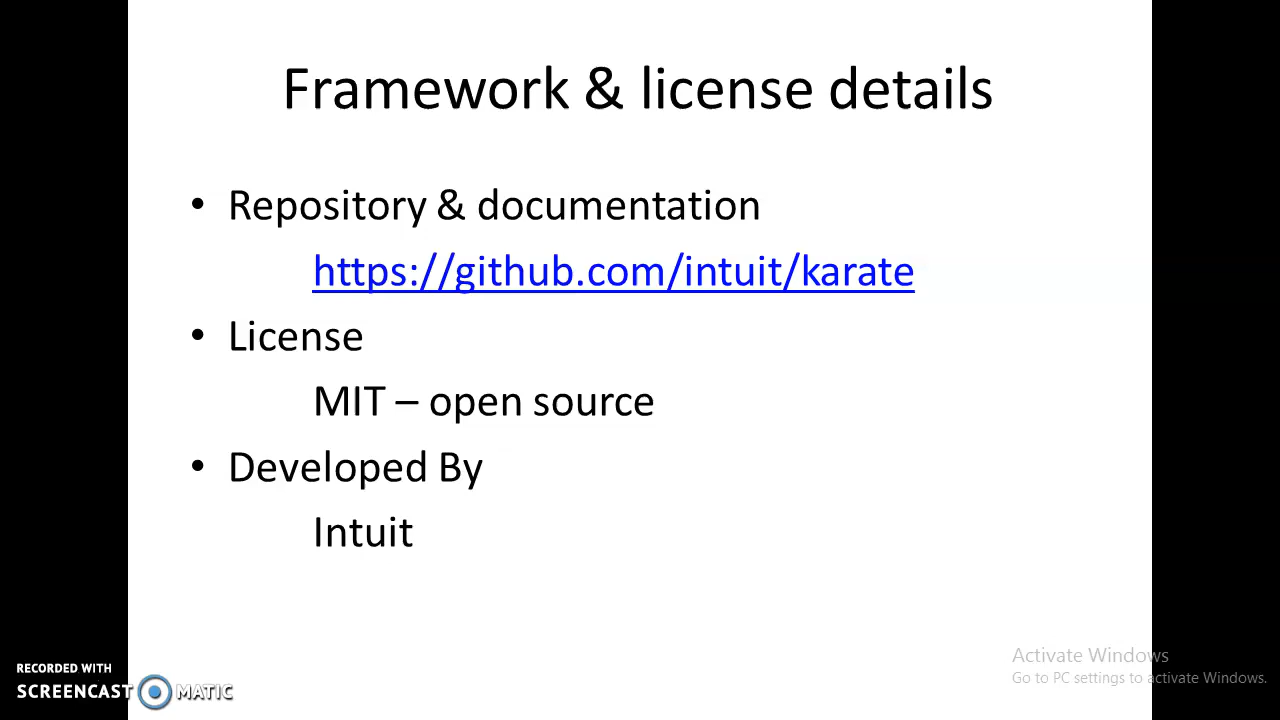 Framework & license details
• Repository & documentation
https://github.com/intuit/karate
• License
MIT – open source
• Developed By
Intuit
Activate Windows
Go to PC settings to activate Windows.
RECORDED WITH
SCREENCAST MATIC